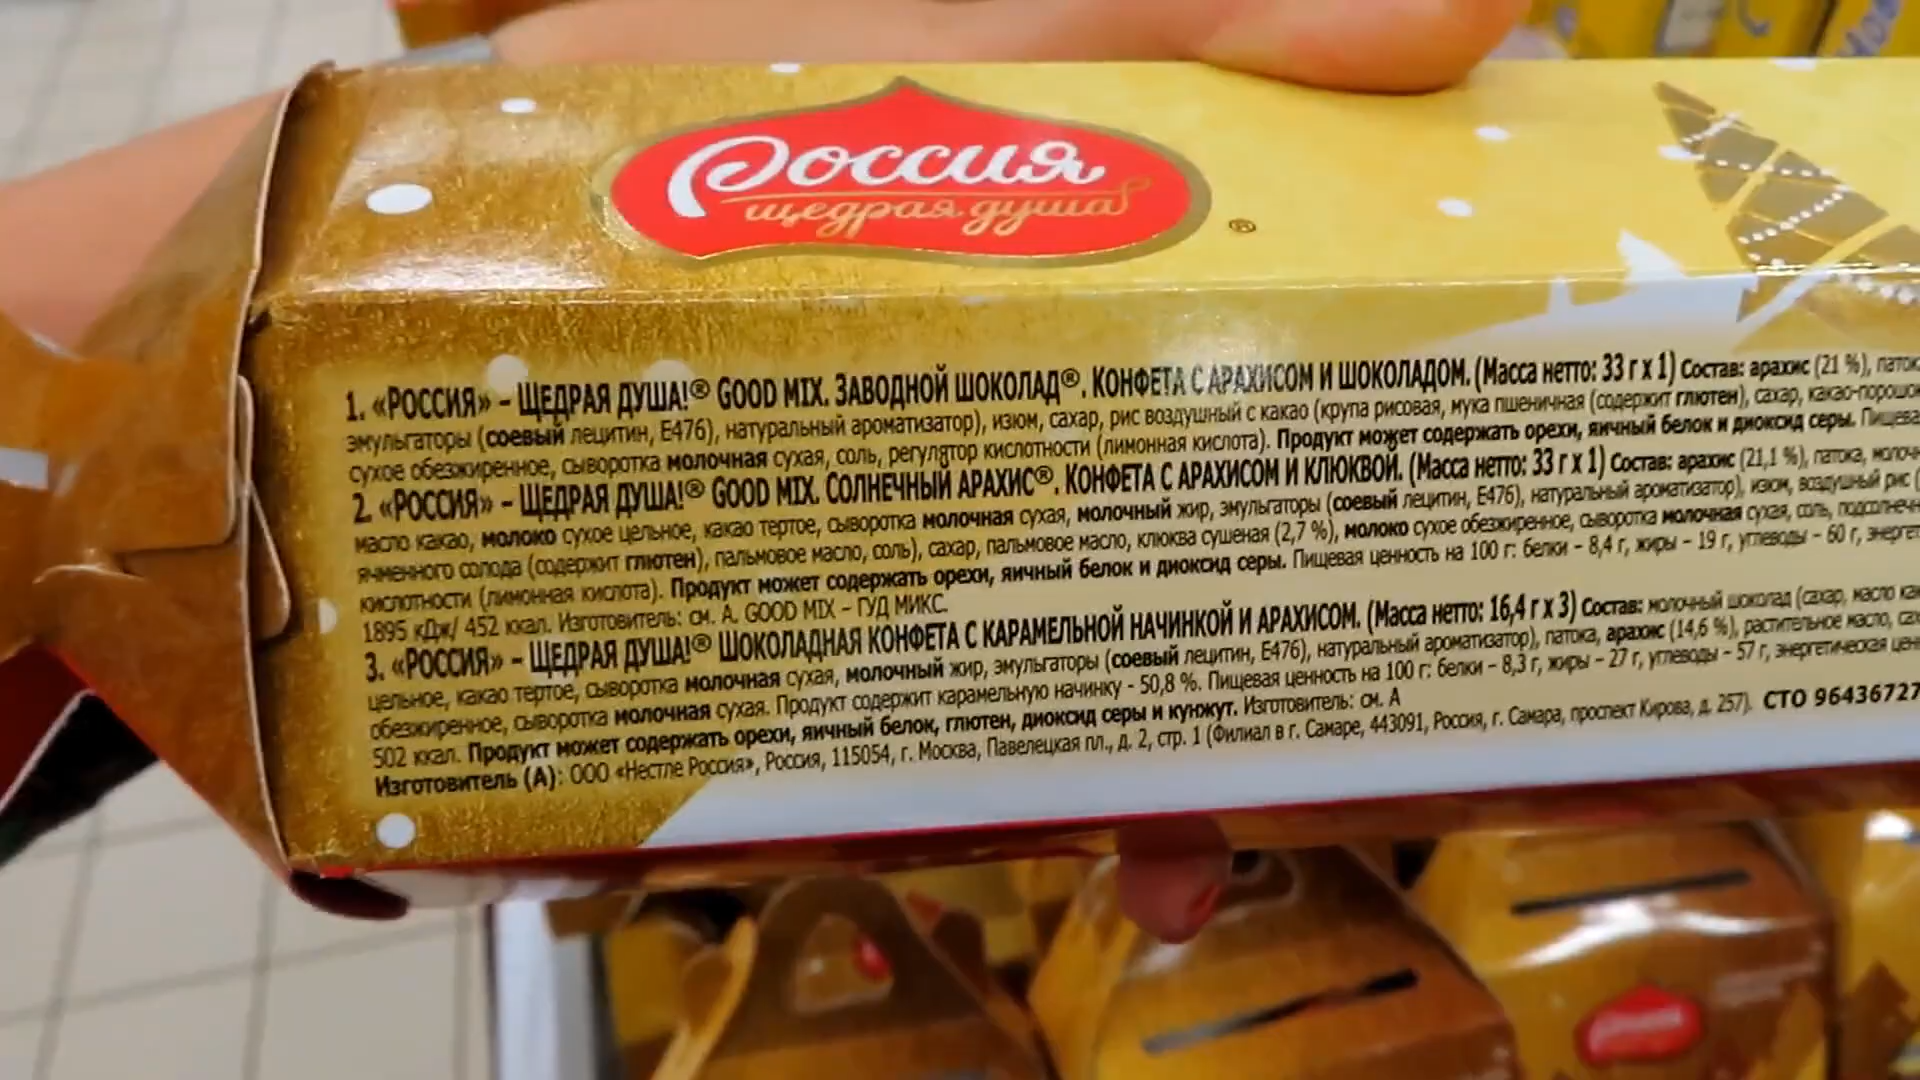 Россия
щедрая душа
®
1. «РОССИЯ» – ЩЕДРАЯ ДУША!® GOOD MIX. ЗАВОДНОЙ ШОКОЛАД®. КОНФЕТА С АРАХИСОМ И ШОКОЛАДОМ. (Масса нетто: 33 г x 1) Состав: арахис (21 %),
эмульгаторы (соевый лецитин, Е476), натуральный ароматизатор), изюм, сахар, рис воздушный с какао (крупа рисовая, мука пшеничная (содержит глютен), сахар,
сухое обезжиренное, сыворотка молочная сухая, соль, регулятор кислотности (лимонная кислота). Продукт может содержать орехи, яичный белок и диоксид серы.
2. «РОССИЯ» – ЩЕДРАЯ ДУША!® GOOD MIX. СОЛНЕЧНЫЙ АРАХИС®. КОНФЕТА С АРАХИСОМ И КЛЮКВОЙ. (Масса нетто: 33 г x 1) Состав: арахис (21,1 %), патока,
масло какао, молоко сухое цельное, какао тертое, сыворотка молочная сухая, молочный жир, эмульгаторы (соевый лецитин, Е476), натуральный ароматизатор), изюм, воздушный рис (
ячменного солода (содержит глютен), пальмовое масло, соль), сахар, пальмовое масло, клюква сушеная (2,7 %), молоко сухое обезжиренное, сыворотка молочная сухая, соль,
кислотности (лимонная кислота). Продукт может содержать орехи, яичный белок и диоксид серы. Пищевая ценность на 100 г: белки – 8,4 г, жиры – 19 г, углеводы – 60 г,
1895 кДж/ 452 ккал. Изготовитель: см. А. GOOD MIX – ГУД МИКС.
3. «РОССИЯ» – ЩЕДРАЯ ДУША!® ШОКОЛАДНАЯ КОНФЕТА С КАРАМЕЛЬНОЙ НАЧИНКОЙ И АРАХИСОМ. (Масса нетто: 16,4 г x 3) Состав: молочный шоколад (сахар, масло
цельное, какао тертое, сыворотка молочная сухая, молочный жир, эмульгаторы (соевый лецитин, Е476), натуральный ароматизатор), патока, арахис (14,6 %), растительное масло,
обезжиренное, сыворотка молочная сухая. Продукт содержит карамельную начинку - 50,8 %. Пищевая ценность на 100 г: белки – 8,3 г, жиры – 27 г, углеводы – 57 г, энергетическая
502 ккал. Продукт может содержать орехи, яичный белок, глютен, диоксид серы и кунжут. Изготовитель: см. А
Изготовитель (А): ООО «Нестле Россия», Россия, 115054, г. Москва, Павелецкая пл., д. 2, стр. 1 (Филиал в г. Самаре, 443091, Россия, г. Самара, проспект Кирова, д. 257). СТО 96436727